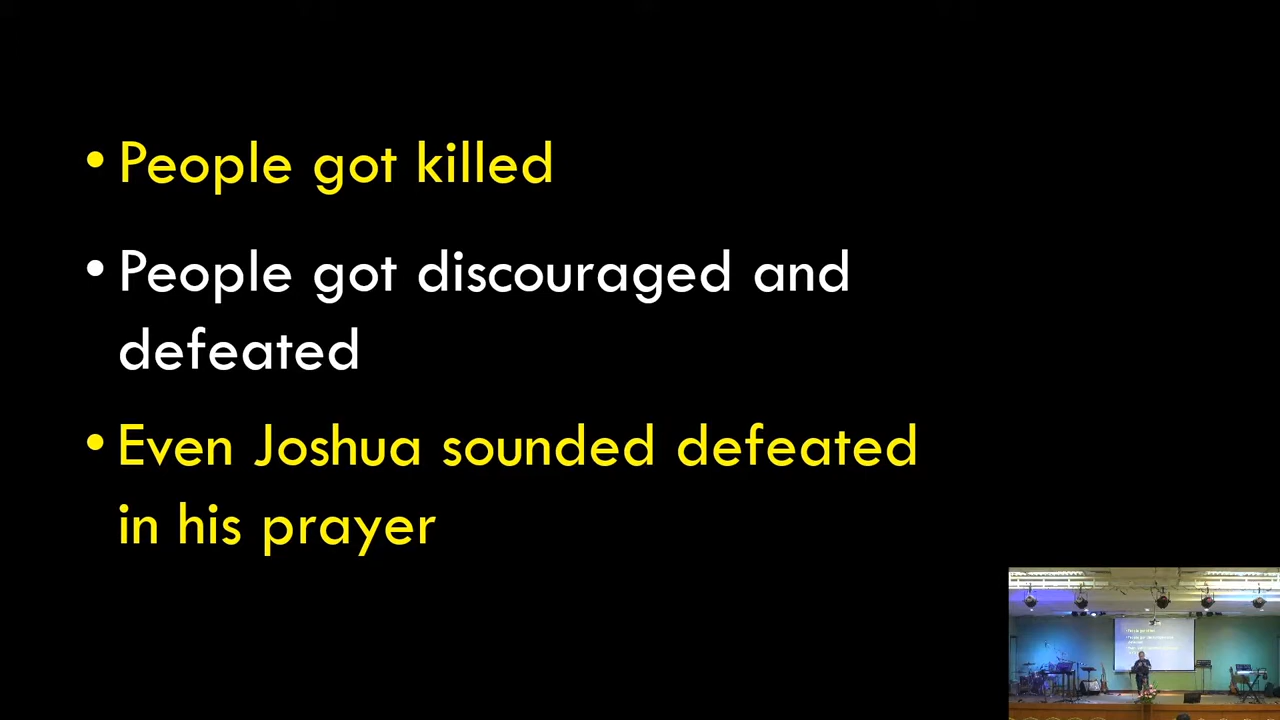 • People got killed
• People got discouraged and
defeated
• Even Joshua sounded defeated
in his prayer